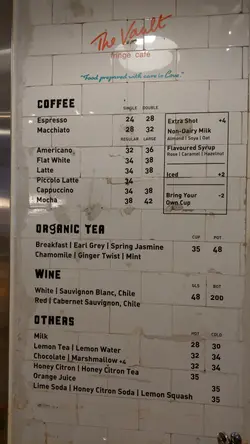 The Vault
fringe café
"Food prepared with care in Cove"
COFFEE
SINGLE DOUBLE
Espresso 24 28
Macchiato 28 32
REGULAR LARGE
Americano 32 36
Flat White 34 38
Latte 34 38
Piccolo Latte 34
Cappuccino 34 38
Mocha 38 42
Extra Shot +4
Non-Dairy Milk
Almond | Soya | Oat
Flavoured Syrup
Rose | Caramel | Hazelnut
Iced +2
Bring Your -2
Own Cup
ORGANIC TEA
CUP POT
Breakfast | Earl Grey | Spring Jasmine 35 48
Chamomile | Ginger Twist | Mint
WINE
GLS BOT
White | Sauvignon Blanc, Chile 48 200
Red | Cabernet Sauvignon, Chile
OTHERS
HOT COLD
Milk 28 30
Lemon Tea | Lemon Water 32 34
Chocolate | Marshmallow +4 32 34
Honey Citron | Honey Citron Tea 35
Orange Juice 35
Lime Soda | Honey Citron Soda | Lemon Squash 35